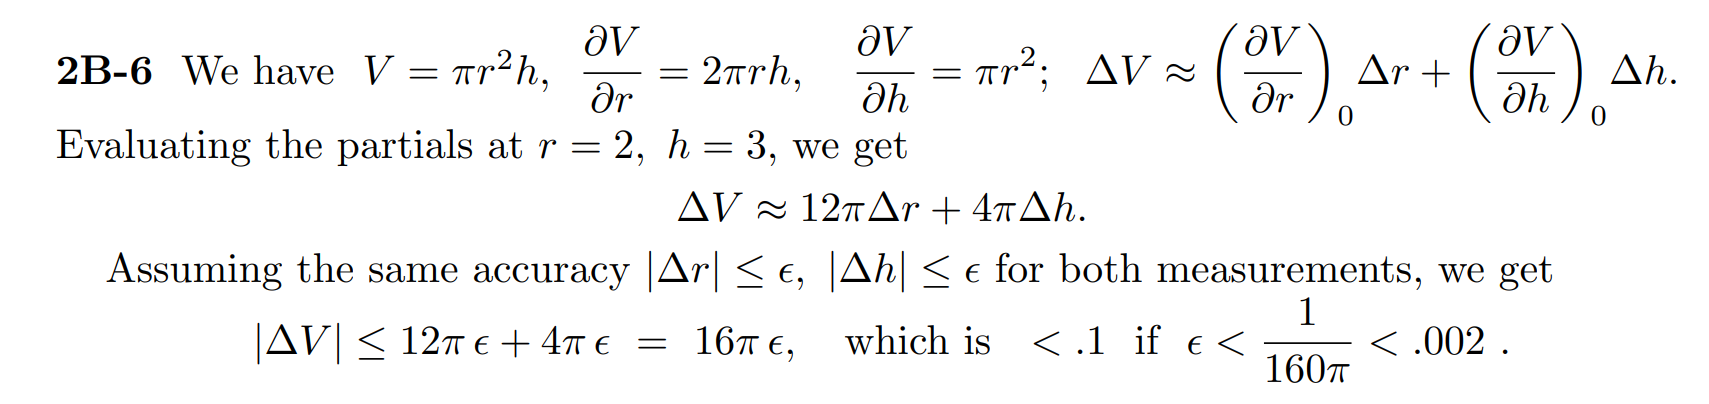 2B-6 We have V = πr²h, ∂V/∂r = 2πrh, ∂V/∂h = πr²; ΔV ≈ (∂V/∂r)₀ Δr + (∂V/∂h)₀ Δh.
Evaluating the partials at r = 2, h = 3, we get
ΔV ≈ 12πΔr + 4πΔh.
Assuming the same accuracy |Δr| ≤ ϵ, |Δh| ≤ ϵ for both measurements, we get
|ΔV| ≤ 12π ϵ + 4π ϵ = 16π ϵ, which is < .1 if ϵ < 1/160π < .002 .